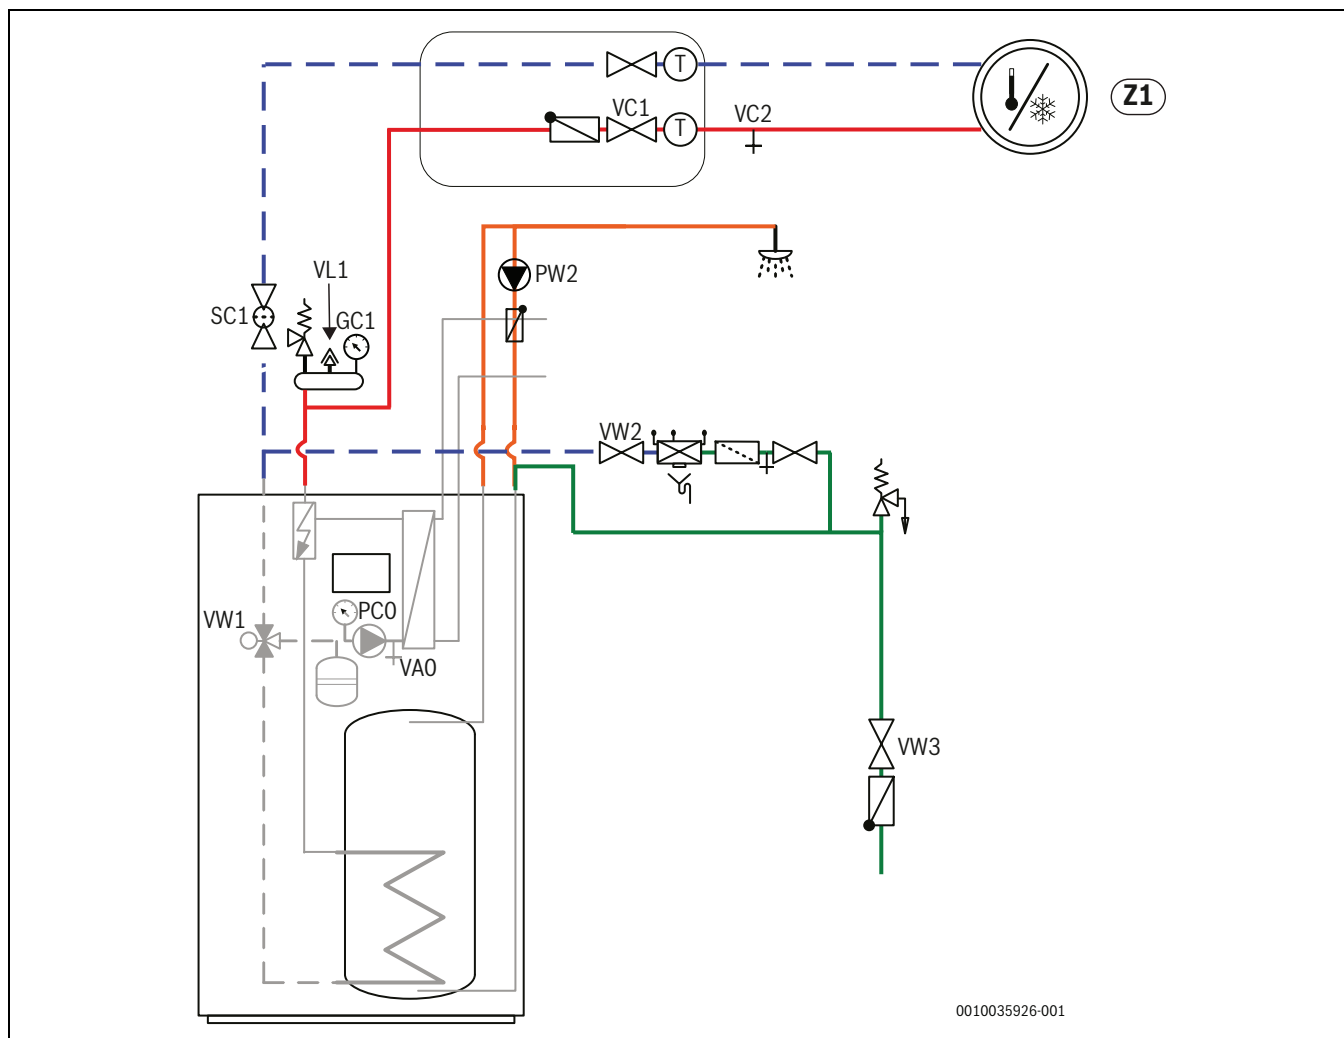 T
VC1
T
VC2
Z1
VL1
PW2
SC1
GC1
VW2
PC0
VW1
VA0
VW3
0010035926-001